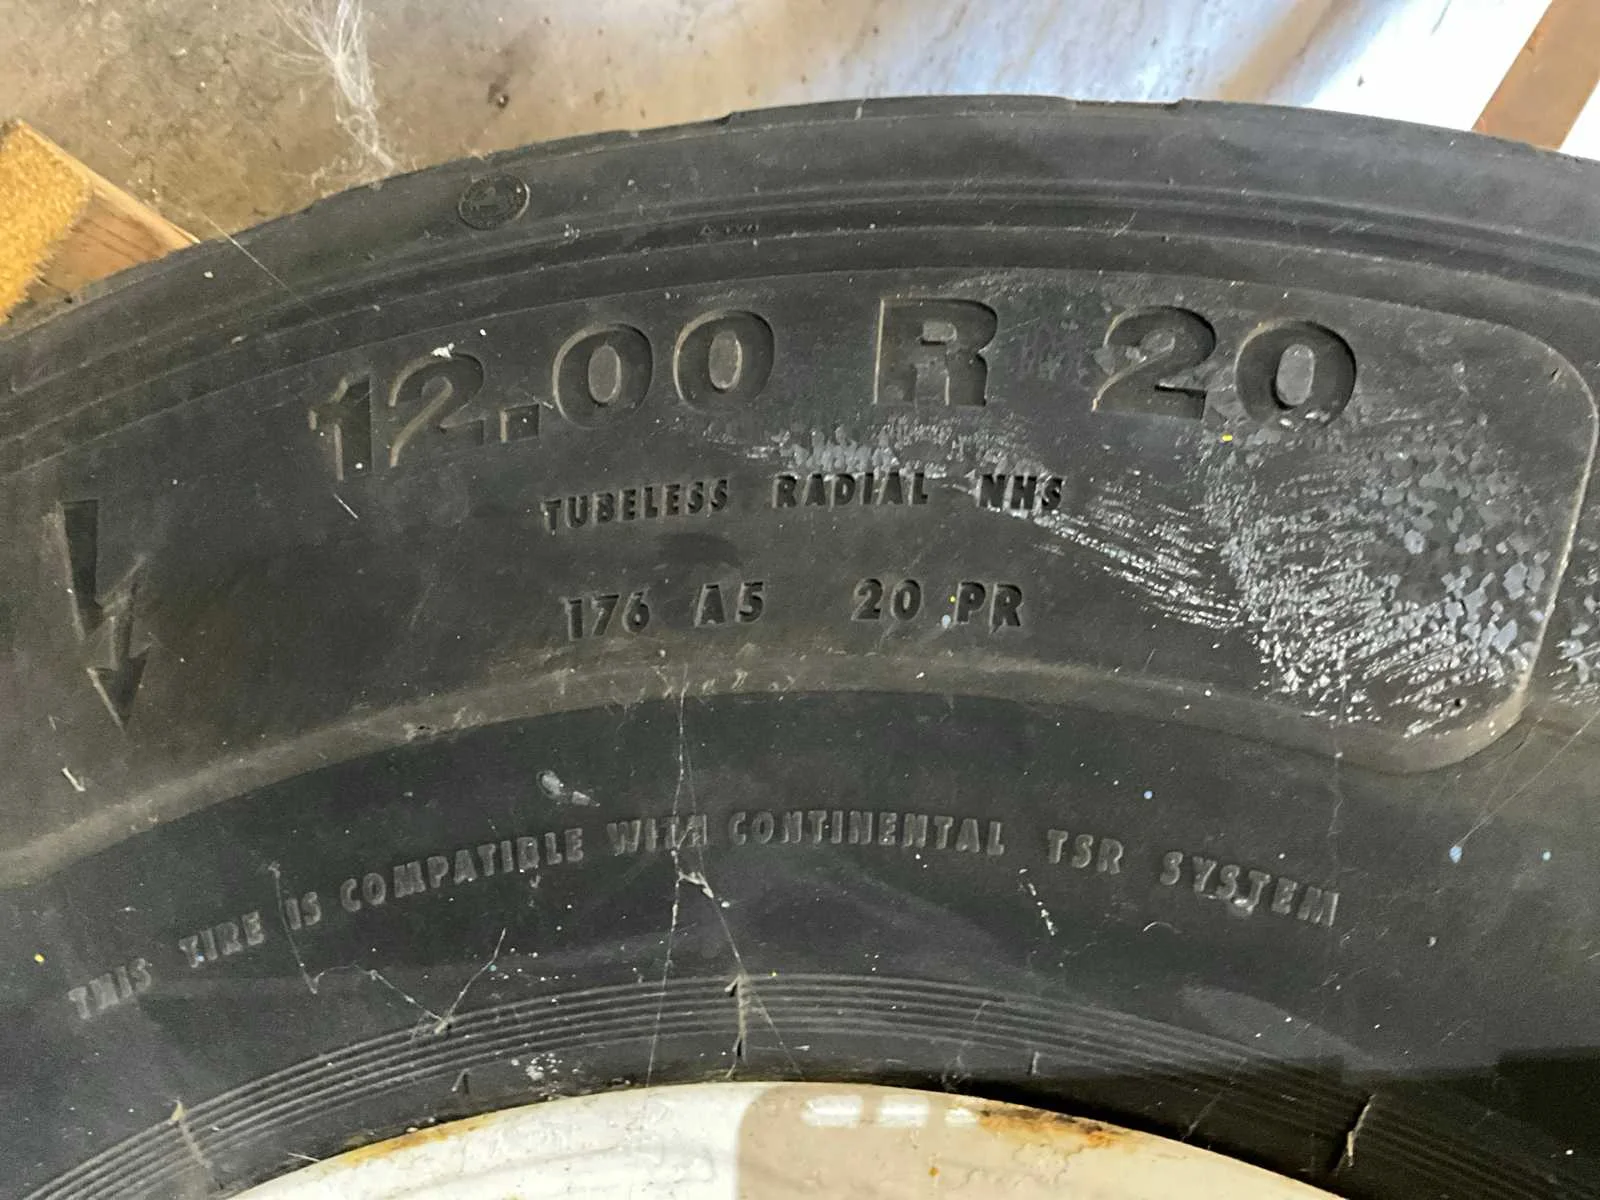 12.00 R 20
TUBELESS RADIAL NHS
176 A5 20 PR
THIS TIRE IS COMPATIBLE WITH CONTINENTAL TSR SYSTEM